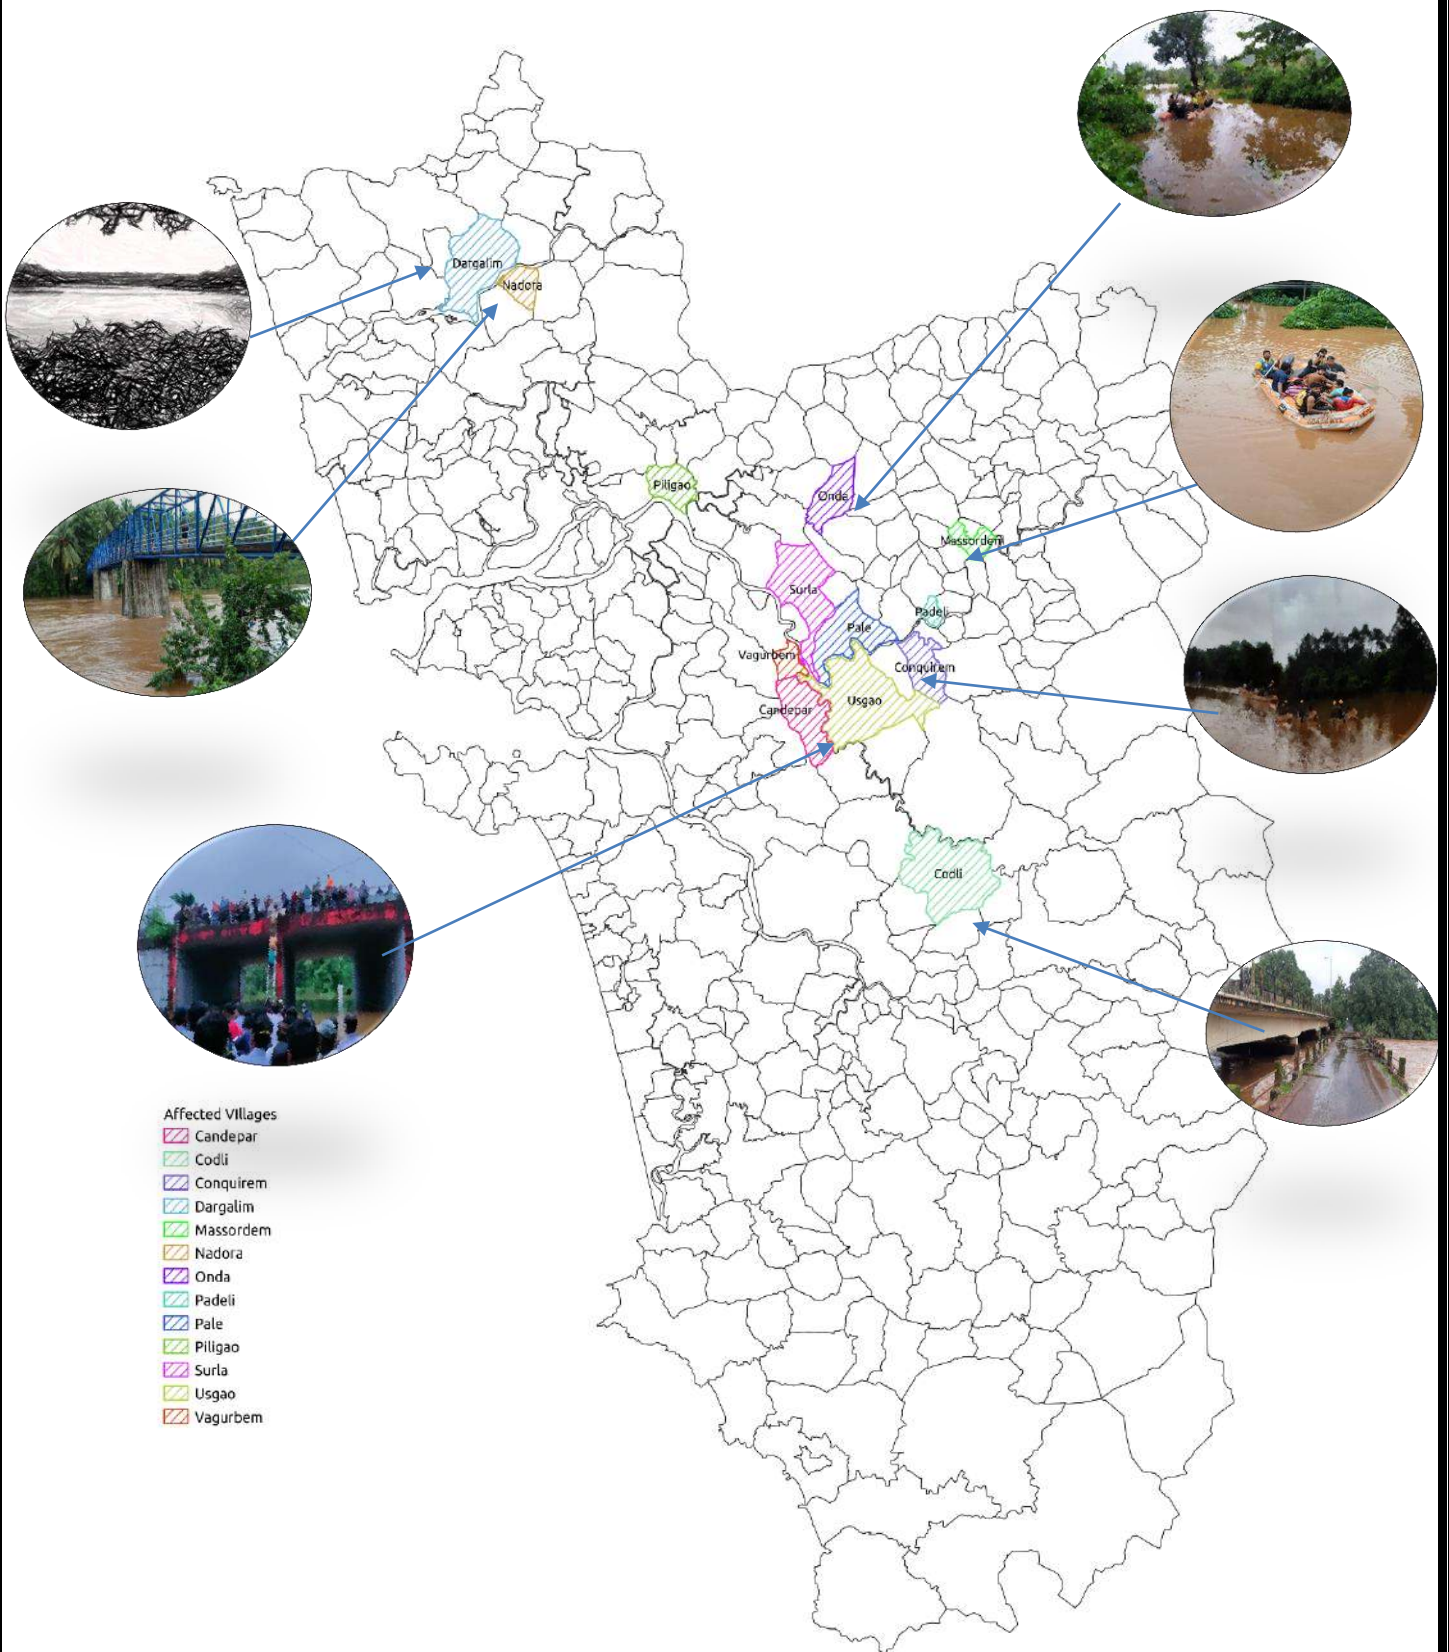 Dargalim
Nadora
Piligao
Onda
Massordem
Surla
Padeli
Pale
Vagurbem
Conquirem
Usgao
Candepar
Codli
Affected VIllages
Candepar
Codli
Conquirem
Dargalim
Massordem
Nadora
Onda
Padeli
Pale
Piligao
Surla
Usgao
Vagurbem